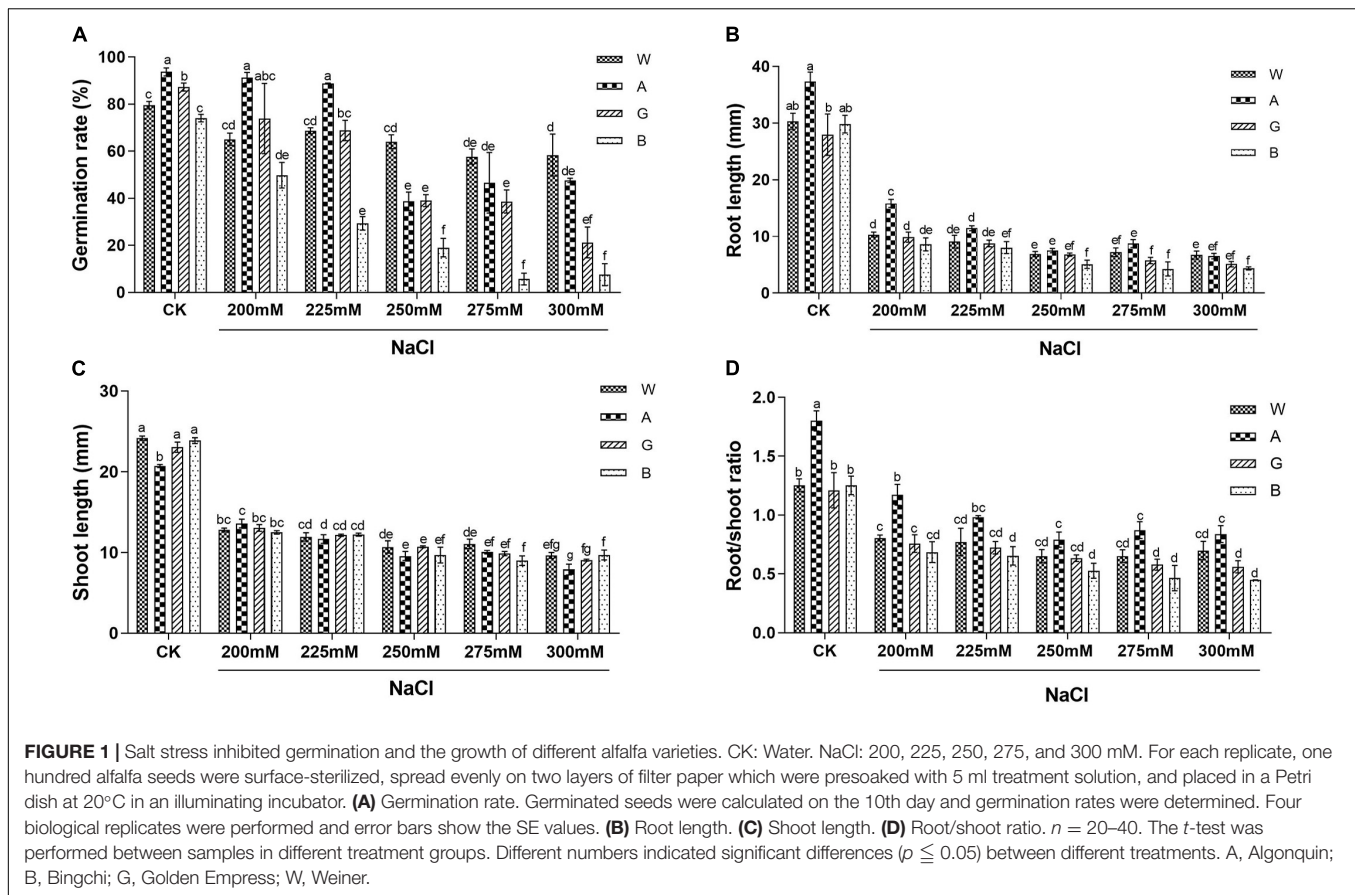 A
Germination rate (%)
100
80
60
40
20
0
c a b c
cd a abc de
cd a bc e
cd e e f
de de e f
d de ef f
CK 200mM 225mM 250mM 275mM 300mM
NaCl
W
A
G
B
B
Root length (mm)
40
30
20
10
0
ab a b ab
d c d de
de d de de
e e ef f
e e f f
e ef ef f
CK 200mM 225mM 250mM 275mM 300mM
NaCl
W
A
G
B
C
Shoot length (mm)
30
20
10
0
a b a a
bc c bc bc
cd d cd cd
de e e ef
de ef ef f
efg g fg f
CK 200mM 225mM 250mM 275mM 300mM
NaCl
W
A
G
B
D
Root/shoot ratio
2.0
1.5
1.0
0.5
0.0
b a b b
c b c cd
cd bc cd d
cd c cd d
cd c d d
cd c d d
CK 200mM 225mM 250mM 275mM 300mM
NaCl
W
A
G
B
FIGURE 1 | Salt stress inhibited germination and the growth of different alfalfa varieties. CK: Water. NaCl: 200, 225, 250, 275, and 300 mM. For each replicate, one
hundred alfalfa seeds were surface-sterilized, spread evenly on two layers of filter paper which were presoaked with 5 ml treatment solution, and placed in a Petri
dish at 20°C in an illuminating incubator. (A) Germination rate. Germinated seeds were calculated on the 10th day and germination rates were determined. Four
biological replicates were performed and error bars show the SE values. (B) Root length. (C) Shoot length. (D) Root/shoot ratio. n = 20–40. The t-test was
performed between samples in different treatment groups. Different numbers indicated significant differences (p ≦ 0.05) between different treatments. A, Algonquin;
B, Bingchi; G, Golden Empress; W, Weiner.